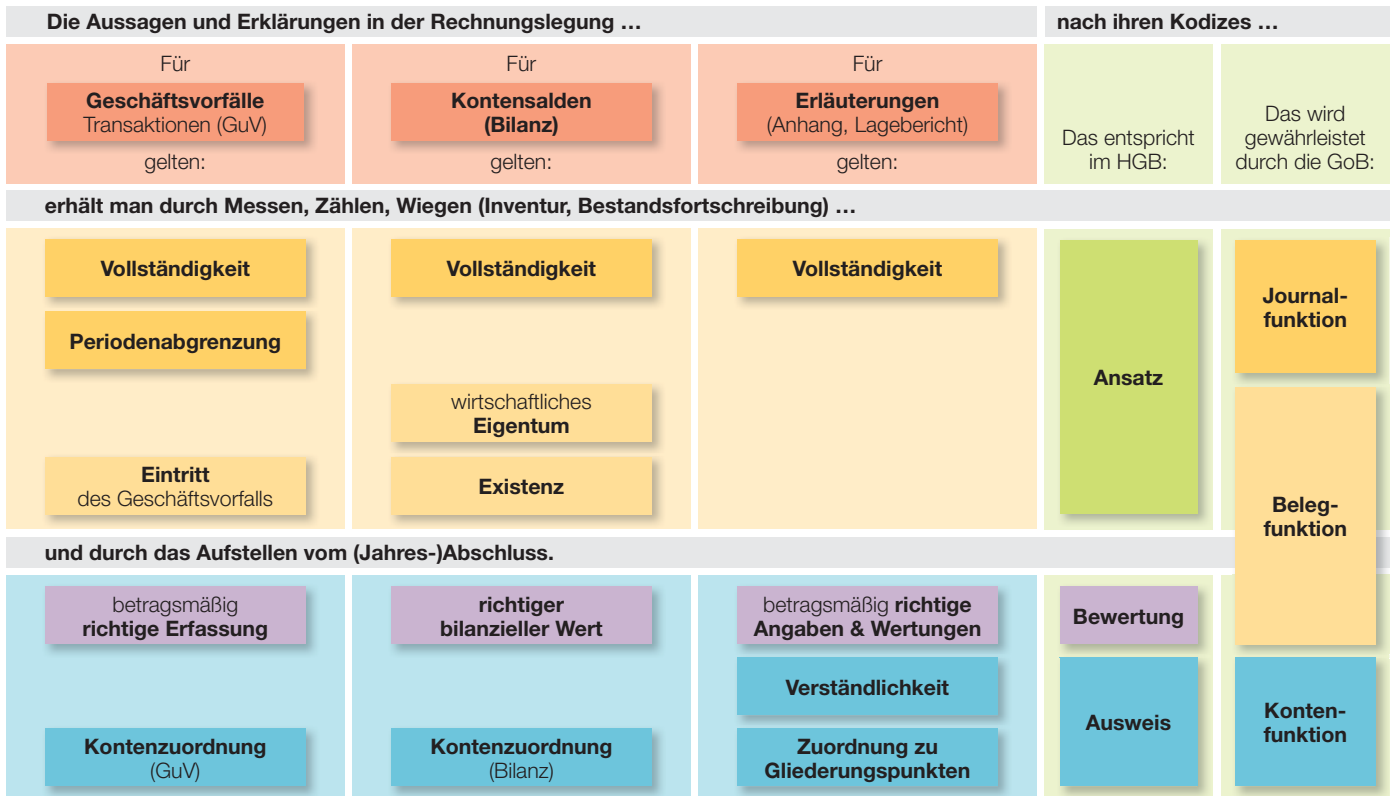 Die Aussagen und Erklärungen in der Rechnungslegung …
nach ihren Kodizes …
Für
Geschäftsvorfälle
Transaktionen (GuV)
gelten:
Für
Kontensalden
(Bilanz)
gelten:
Für
Erläuterungen
(Anhang, Lagebericht)
gelten:
Das entspricht
im HGB:
Das wird
gewährleistet
durch die GoB:
erhält man durch Messen, Zählen, Wiegen (Inventur, Bestandsfortschreibung) …
Vollständigkeit
Periodenabgrenzung
Eintritt
des Geschäftsvorfalls
Vollständigkeit
wirtschaftliches
Eigentum
Existenz
Vollständigkeit
Ansatz
Journal-
funktion
Beleg-
funktion
und durch das Aufstellen vom (Jahres-)Abschluss.
betragsmäßig
richtige Erfassung
Kontenzuordnung
(GuV)
richtiger
bilanzieller Wert
Kontenzuordnung
(Bilanz)
betragsmäßig richtige
Angaben & Wertungen
Verständlichkeit
Zuordnung zu
Gliederungspunkten
Bewertung
Ausweis
Konten-
funktion